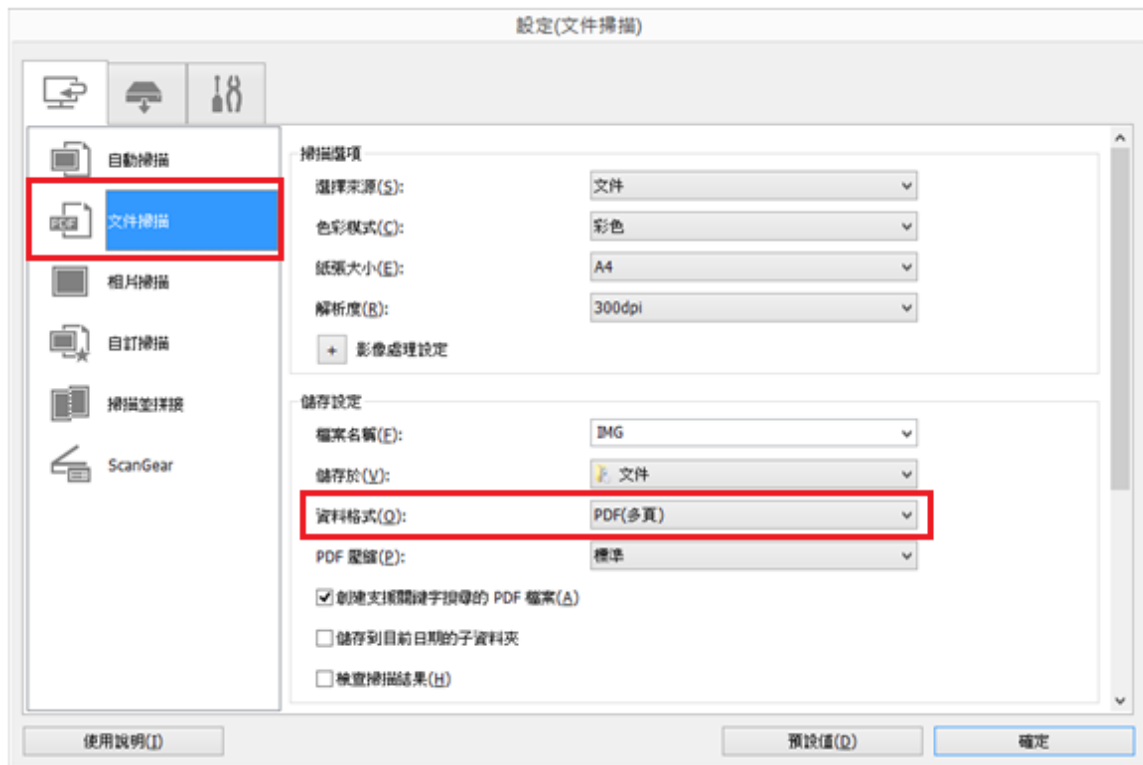 設定(文件掃描)
自動掃描
文件掃描
相片掃描
自訂掃描
掃描並拼接
ScanGear
掃描選項
選擇來源(S): 文件
色彩模式(C): 彩色
紙張大小(E): A4
解析度(R): 300dpi
+ 影像處理設定
儲存設定
檔案名稱(F): IMG
儲存於(V): 文件
資料格式(O): PDF(多頁)
PDF 壓縮(P): 標準
創建支援關鍵字搜尋的 PDF 檔案(A)
儲存到目前日期的子資料夾
檢查掃描結果(H)
使用說明(I) 預設值(D) 確定